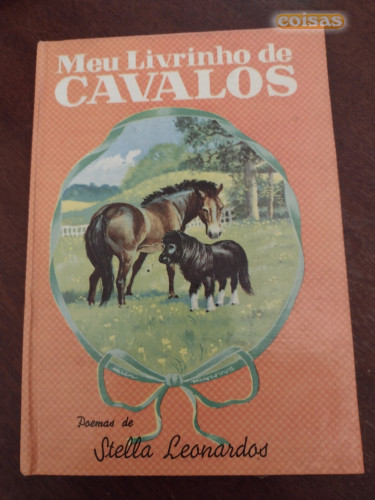 coisas
Meu Livrinho de
CAVALOS
Poemas de
Stella Leonardos